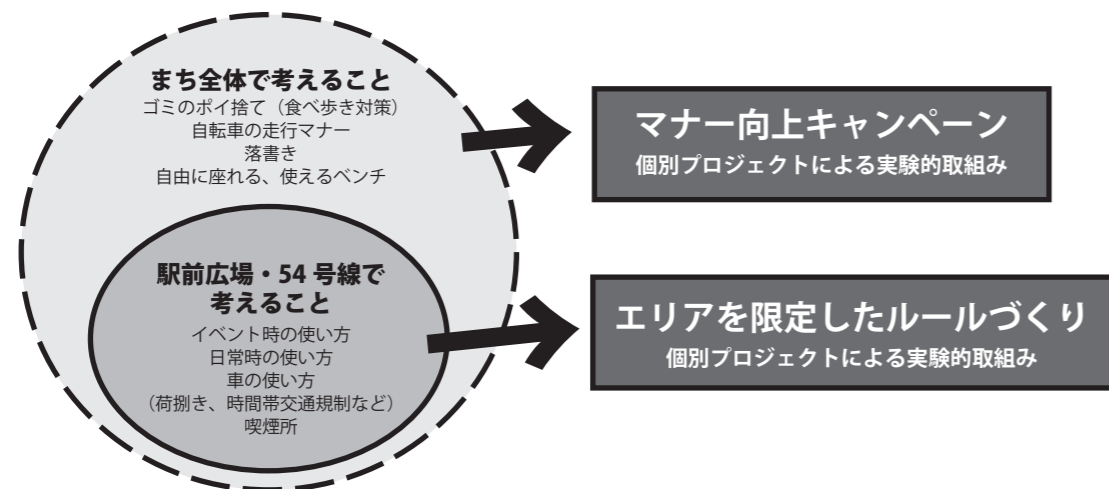 まち全体で考えること
ゴミのポイ捨て（食べ歩き対策）
自転車の走行マナー
落書き
自由に座れる、使えるベンチ
マナー向上キャンペーン
個別プロジェクトによる実験的取組み
駅前広場・54 号線で
考えること
イベント時の使い方
日常時の使い方
車の使い方
（荷捌き、時間帯交通規制など）
喫煙所
エリアを限定したルールづくり
個別プロジェクトによる実験的取組み